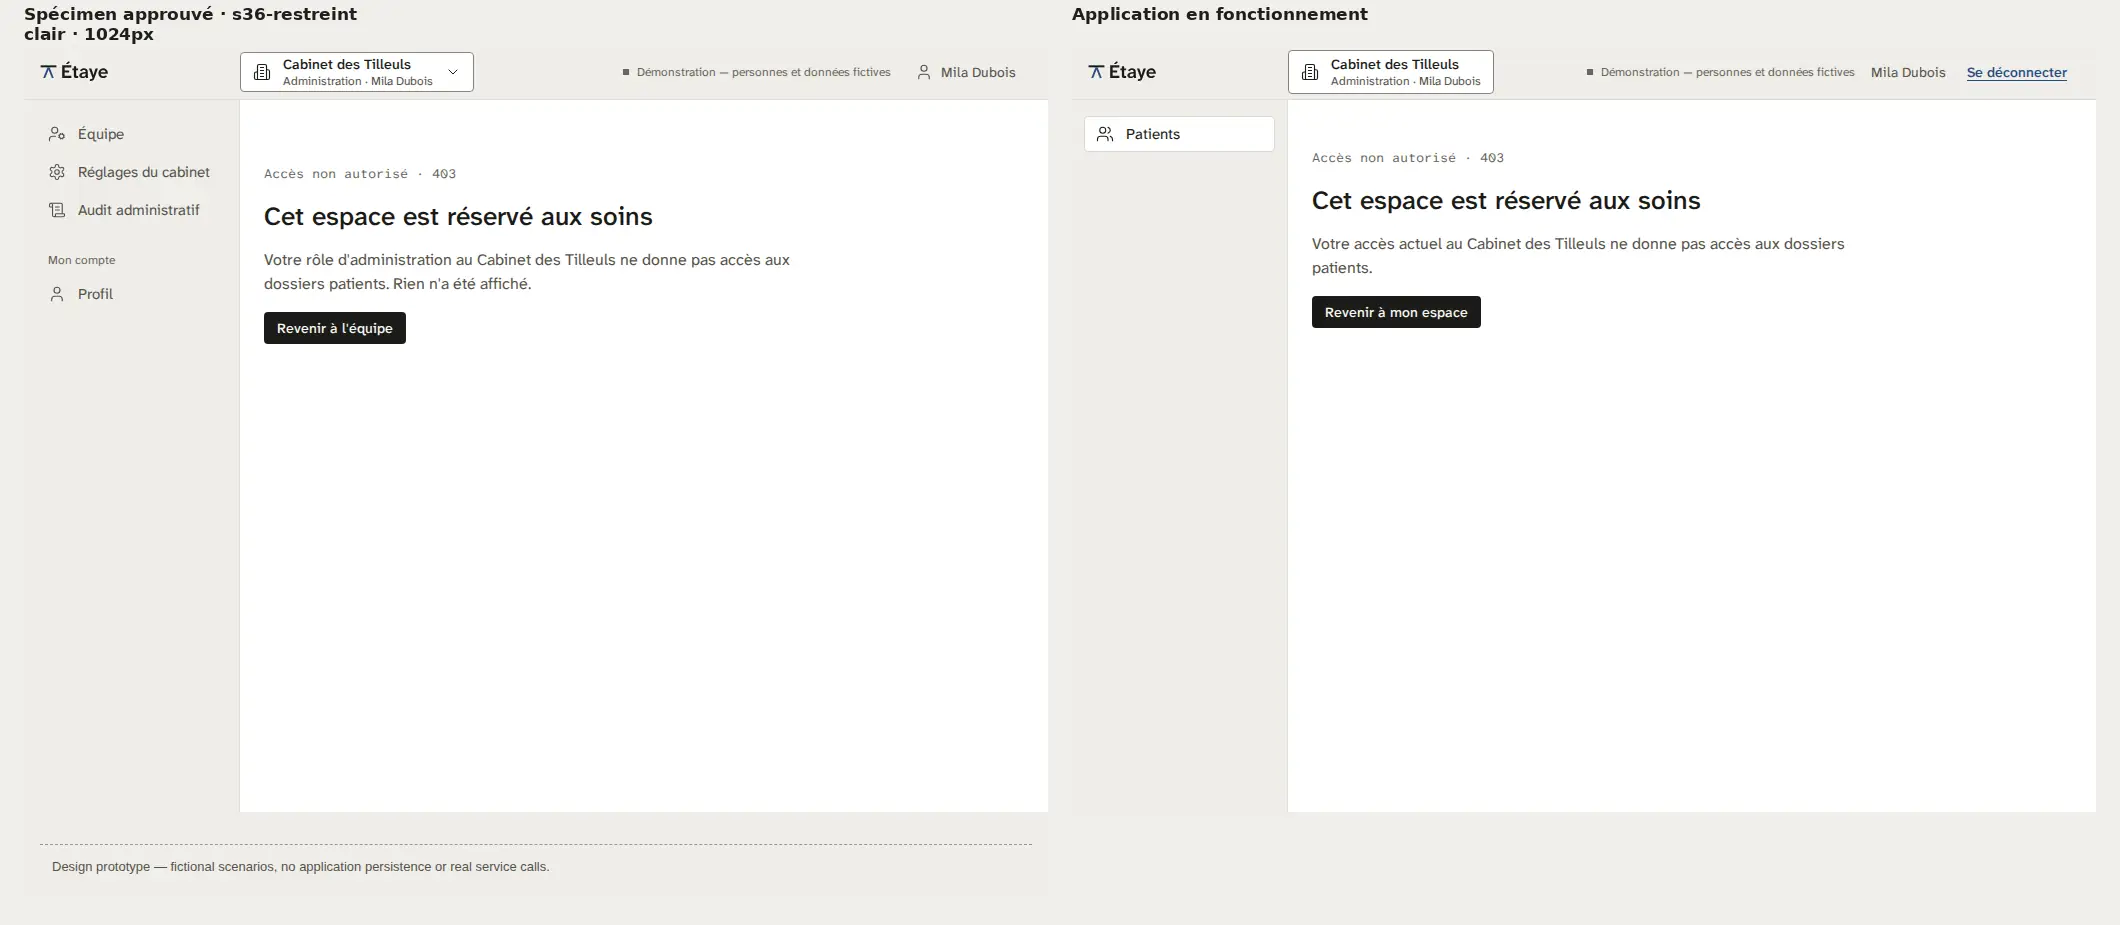 Spécimen approuvé · s36-restreint
clair · 1024px
Étaye
Cabinet des Tilleuls
Administration · Mila Dubois
Démonstration — personnes et données fictives
Mila Dubois
Équipe
Réglages du cabinet
Audit administratif
Mon compte
Profil
Accès non autorisé · 403
Cet espace est réservé aux soins
Votre rôle d'administration au Cabinet des Tilleuls ne donne pas accès aux
dossiers patients. Rien n'a été affiché.
Revenir à l'équipe
Design prototype — fictional scenarios, no application persistence or real service calls.
Application en fonctionnement
Étaye
Cabinet des Tilleuls
Administration · Mila Dubois
Démonstration — personnes et données fictives
Mila Dubois
Se déconnecter
Patients
Accès non autorisé · 403
Cet espace est réservé aux soins
Votre accès actuel au Cabinet des Tilleuls ne donne pas accès aux dossiers
patients.
Revenir à mon espace